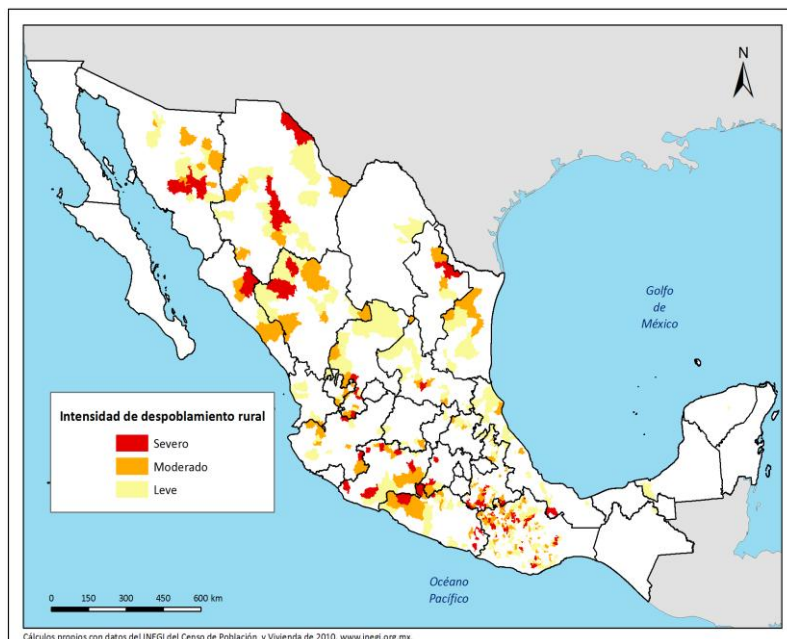 N
Golfo
de
México
Intensidad de despoblamiento rural
Severo
Moderado
Leve
0 150 300 450 600 km
Océano
Pacífico
Cálculos propios con datos del INEGI del Censo de Población y Vivienda de 2010, www.inegi.org.mx